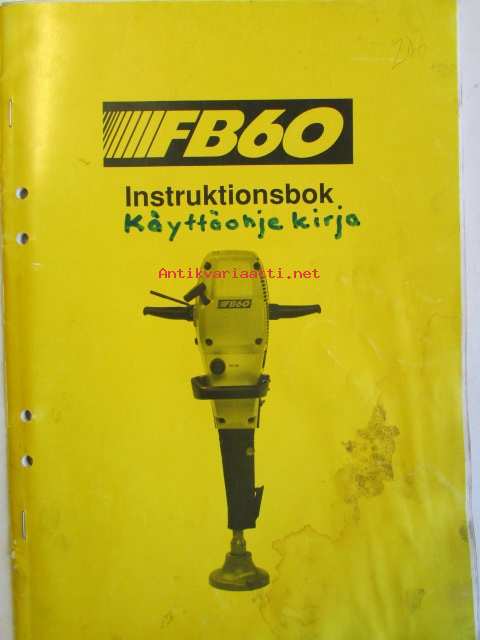 FB60
Instruktionsbok
Käyttöohje kirja
Antikvariaatti.net
FB60